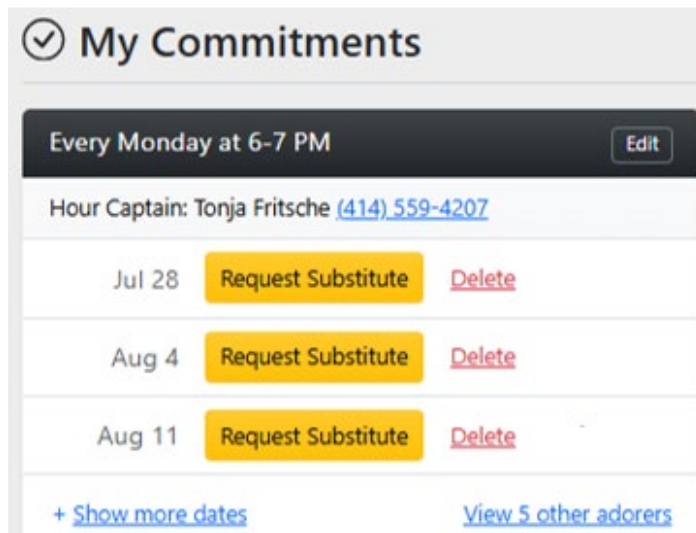 My Commitments
Every Monday at 6-7 PM Edit
Hour Captain: Tonja Fritsche (414) 559-4207
Jul 28 Request Substitute Delete
Aug 4 Request Substitute Delete
Aug 11 Request Substitute Delete
+ Show more dates View 5 other adorers